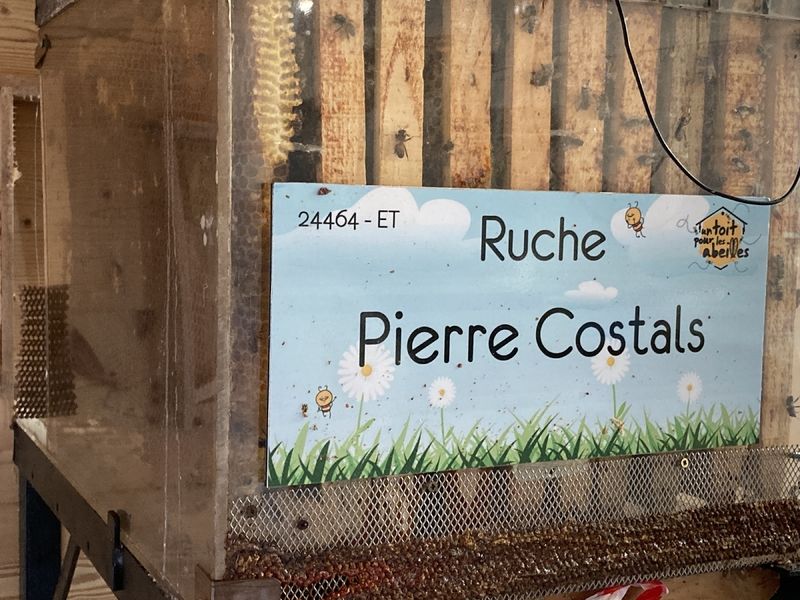 24464 - ET
Ruche
un toit
pour les
abeilles
Pierre Costals